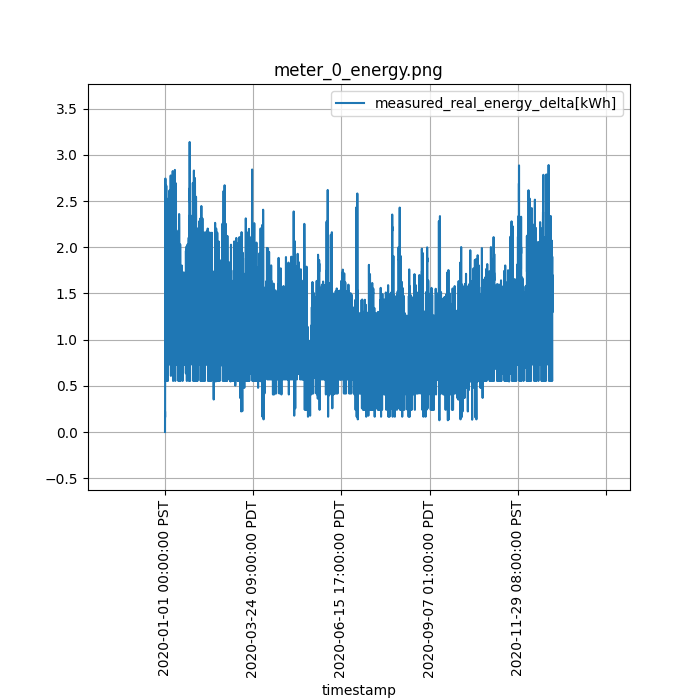 meter_0_energy.png
measured_real_energy_delta[kWh]
3.5
3.0
2.5
2.0
1.5
1.0
0.5
0.0
−0.5
2020-01-01 00:00:00 PST
2020-03-24 09:00:00 PDT
2020-06-15 17:00:00 PDT
2020-09-07 01:00:00 PDT
2020-11-29 08:00:00 PST
timestamp